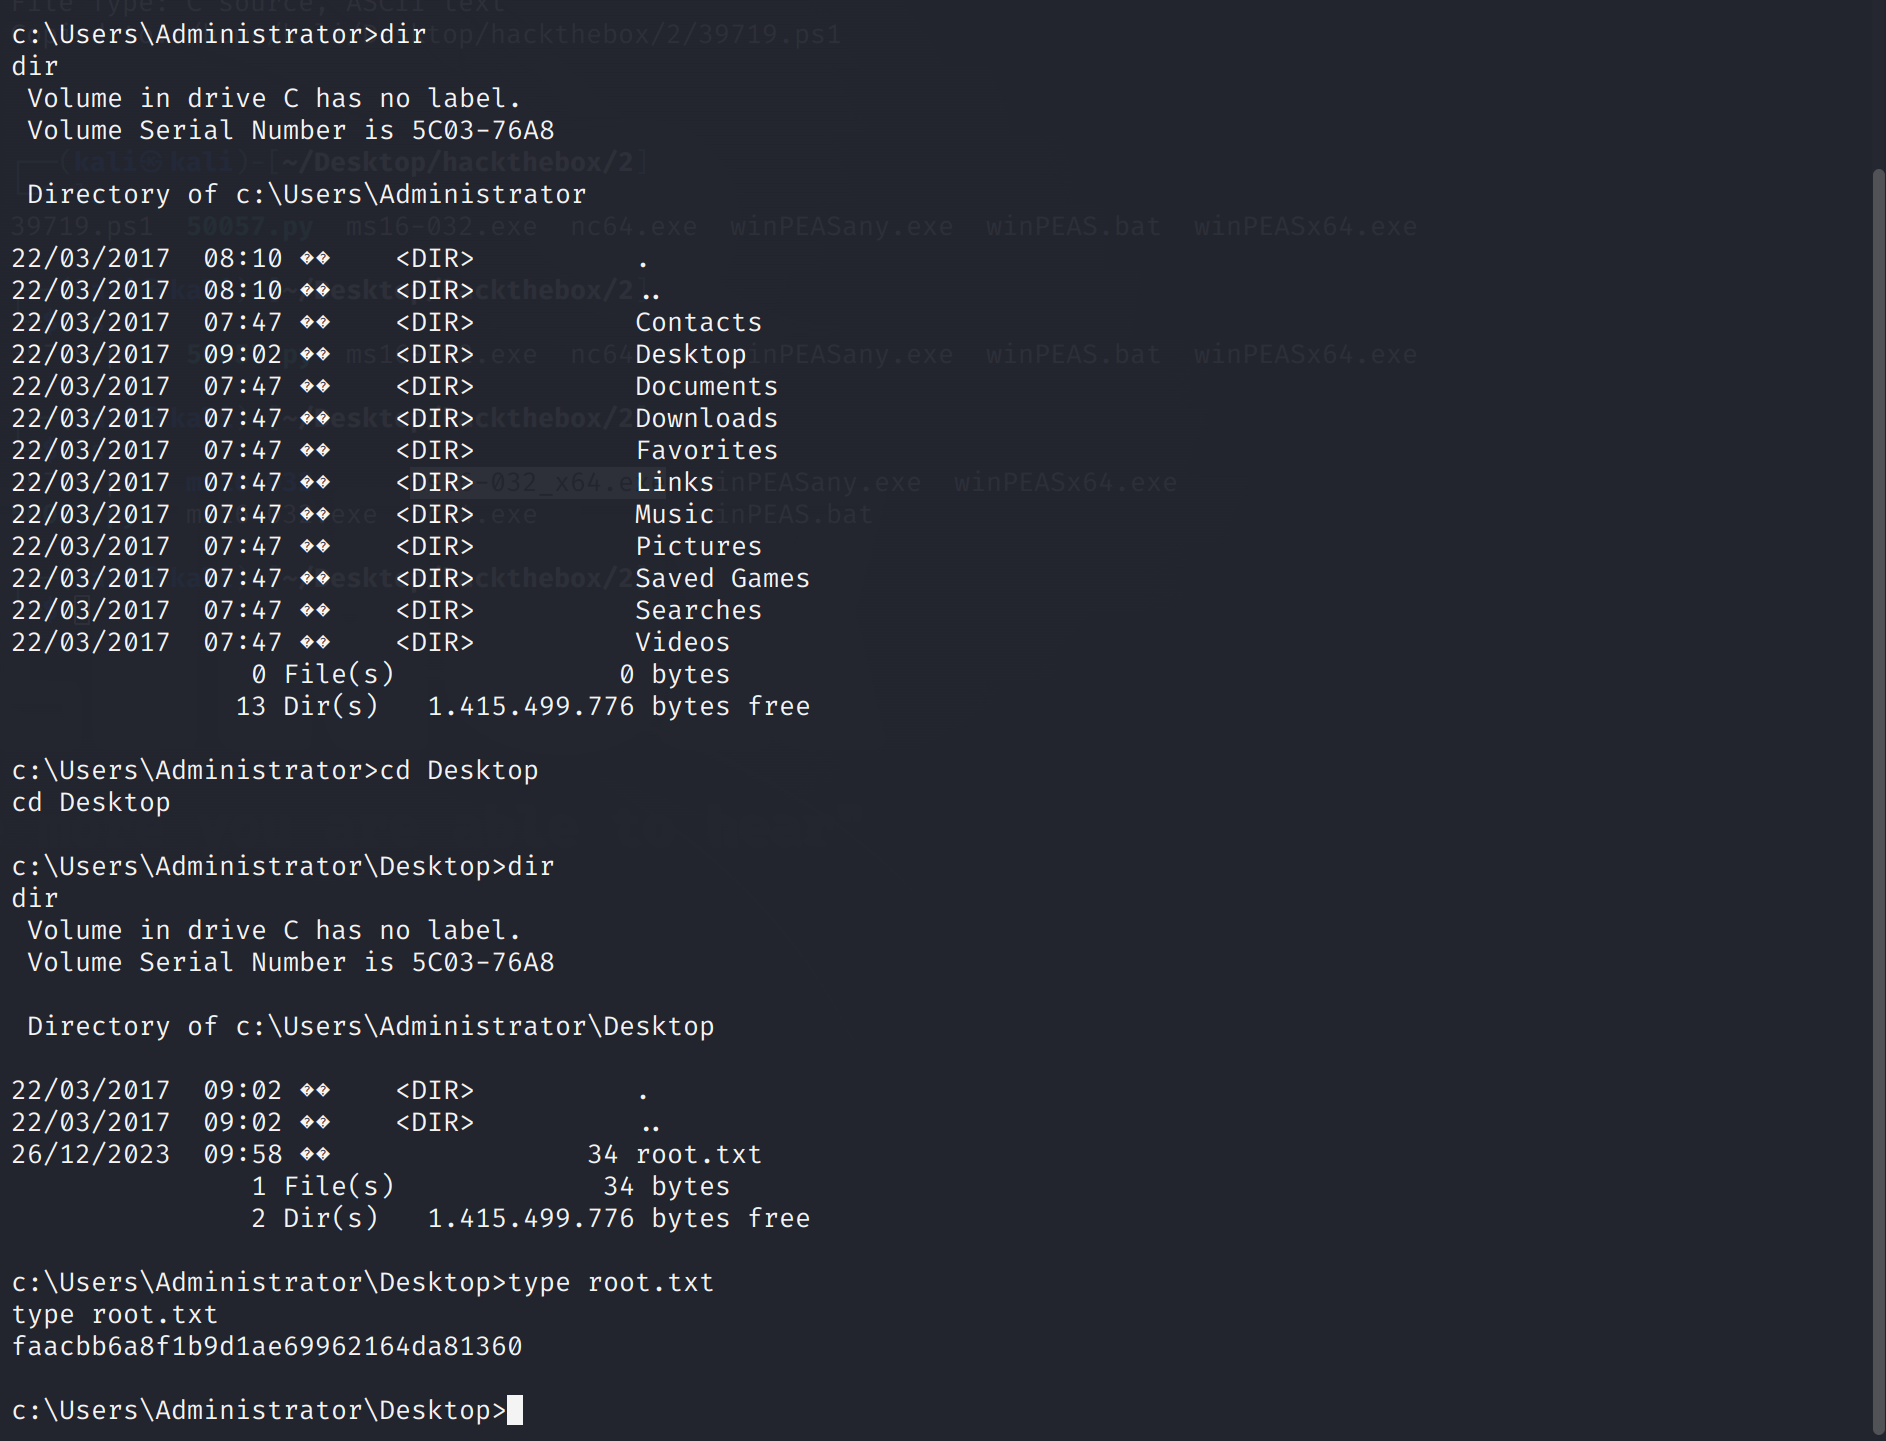 c:\Users\Administrator>dir
dir
 Volume in drive C has no label.
 Volume Serial Number is 5C03-76A8

 Directory of c:\Users\Administrator

22/03/2017  08:10 ��    <DIR>          .
22/03/2017  08:10 ��    <DIR>          ..
22/03/2017  07:47 ��    <DIR>          Contacts
22/03/2017  09:02 ��    <DIR>          Desktop
22/03/2017  07:47 ��    <DIR>          Documents
22/03/2017  07:47 ��    <DIR>          Downloads
22/03/2017  07:47 ��    <DIR>          Favorites
22/03/2017  07:47 ��    <DIR>          Links
22/03/2017  07:47 ��    <DIR>          Music
22/03/2017  07:47 ��    <DIR>          Pictures
22/03/2017  07:47 ��    <DIR>          Saved Games
22/03/2017  07:47 ��    <DIR>          Searches
22/03/2017  07:47 ��    <DIR>          Videos
               0 File(s)              0 bytes
              13 Dir(s)   1.415.499.776 bytes free

c:\Users\Administrator>cd Desktop
cd Desktop

c:\Users\Administrator\Desktop>dir
dir
 Volume in drive C has no label.
 Volume Serial Number is 5C03-76A8

 Directory of c:\Users\Administrator\Desktop

22/03/2017  09:02 ��    <DIR>          .
22/03/2017  09:02 ��    <DIR>          ..
26/12/2023  09:58 ��                34 root.txt
               1 File(s)             34 bytes
               2 Dir(s)   1.415.499.776 bytes free

c:\Users\Administrator\Desktop>type root.txt
type root.txt
faacbb6a8f1b9d1ae69962164da81360

c:\Users\Administrator\Desktop>